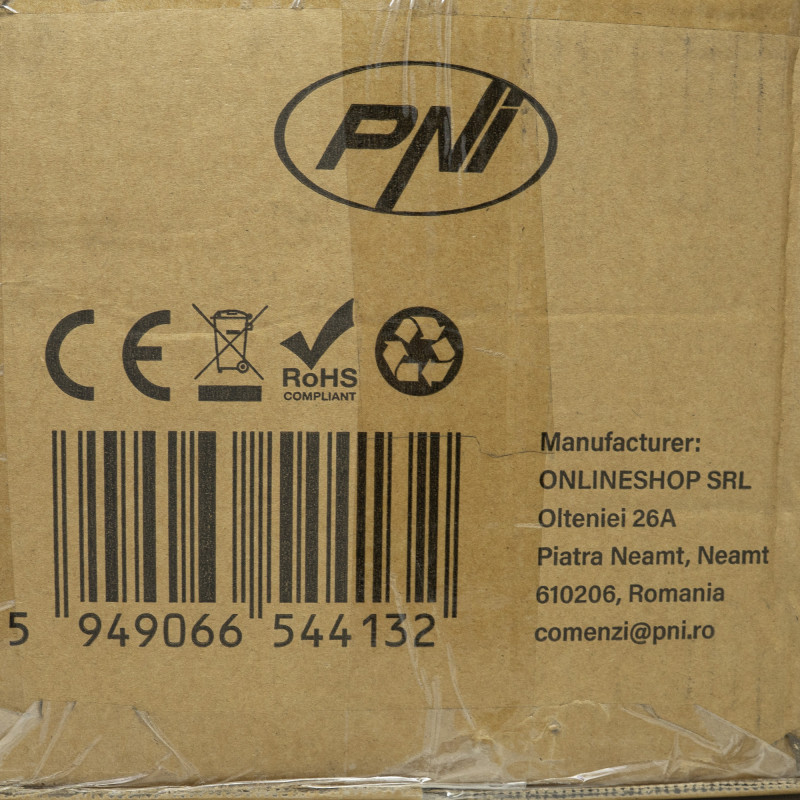 PNI
CE
RoHS
COMPLIANT
Manufacturer:
ONLINESHOP SRL
Olteniei 26A
Piatra Neamt, Neamt
610206, Romania
comenzi@pni.ro
5 949066 544132